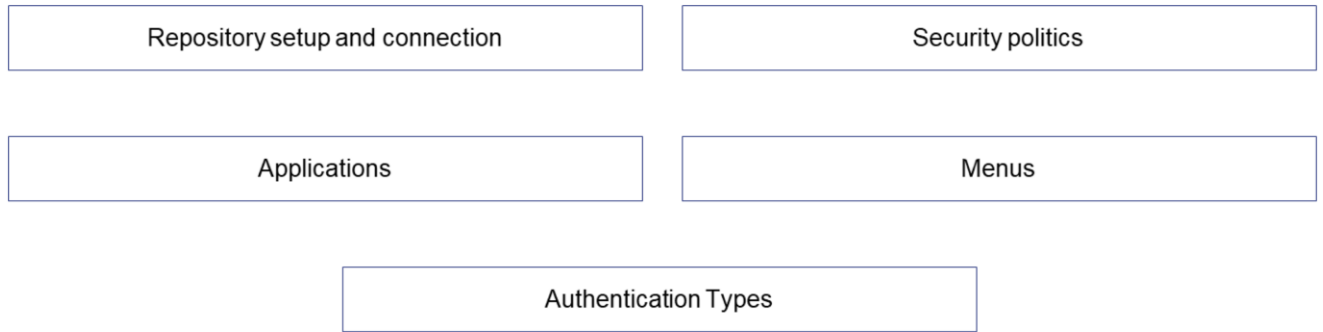 Repository setup and connection
Security politics
Applications
Menus
Authentication Types